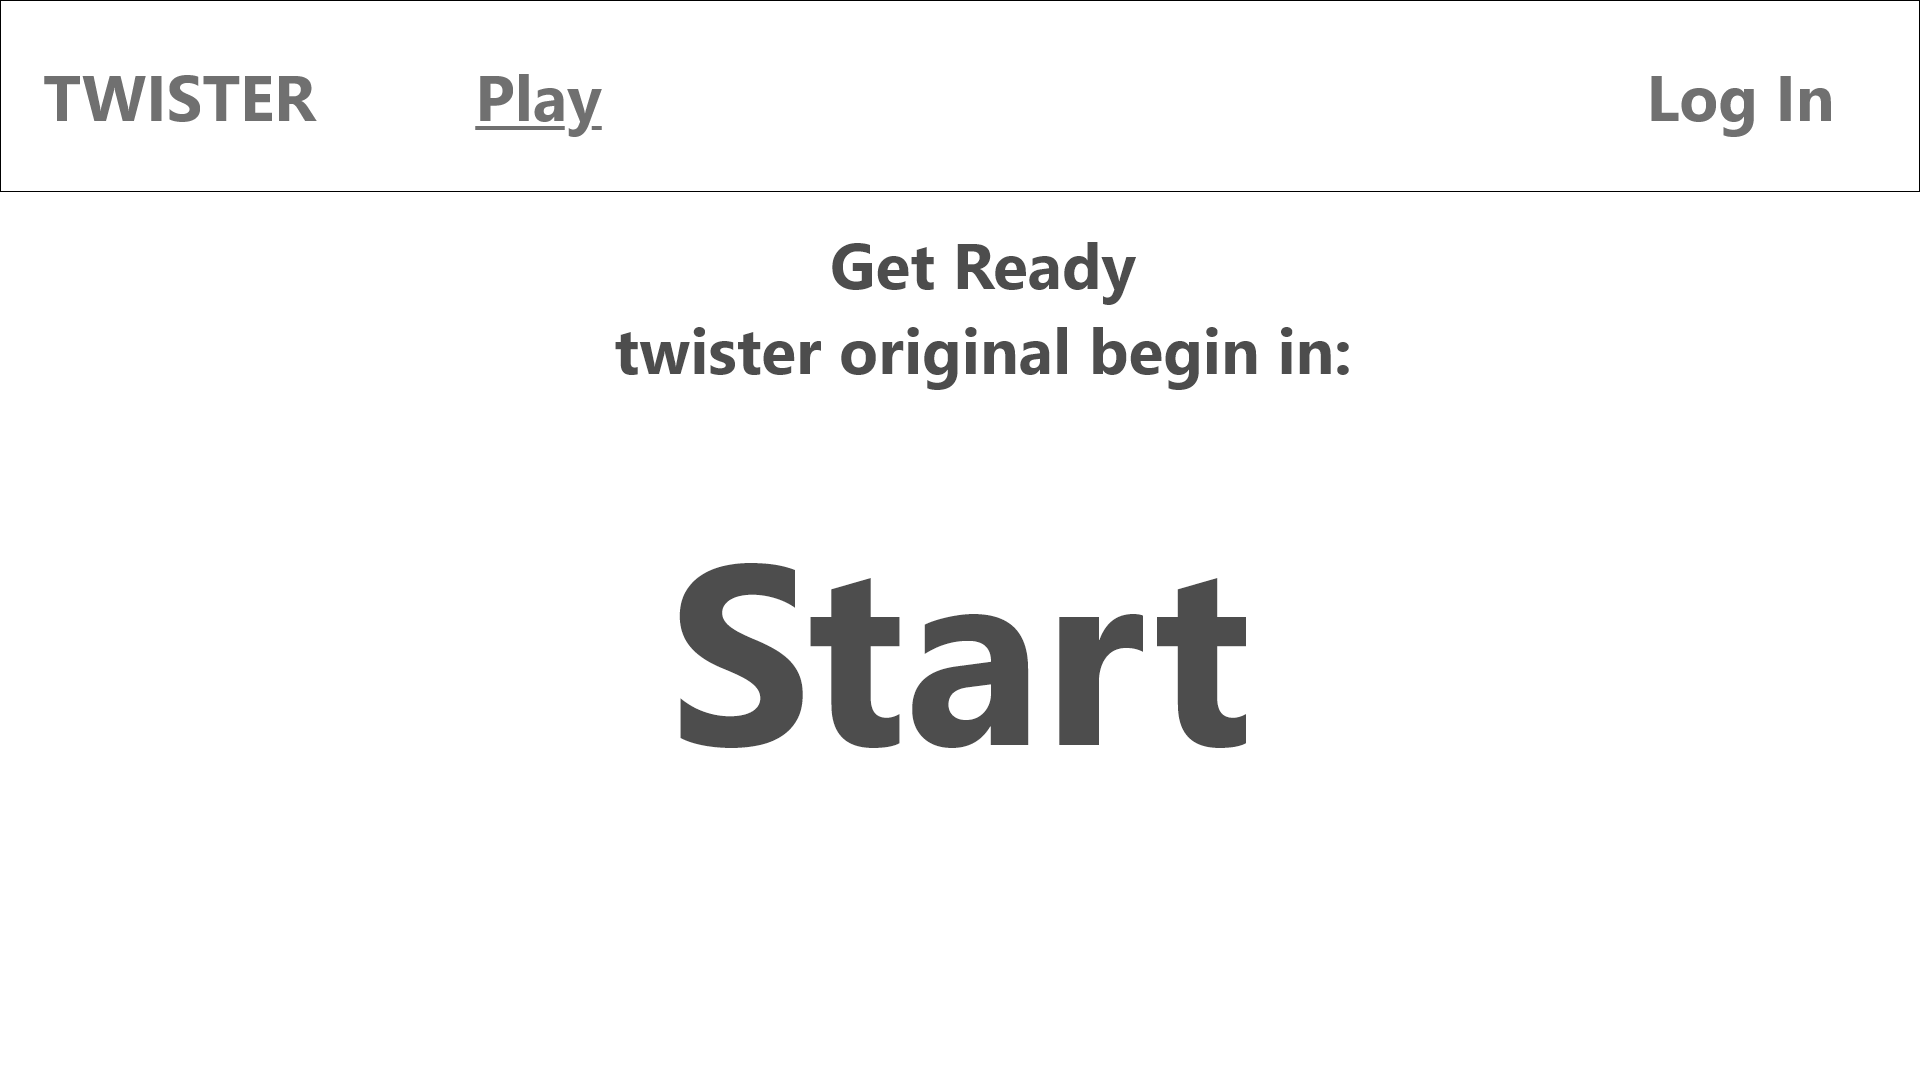 TWISTER Play Log In
Get Ready
twister original begin in:
Start